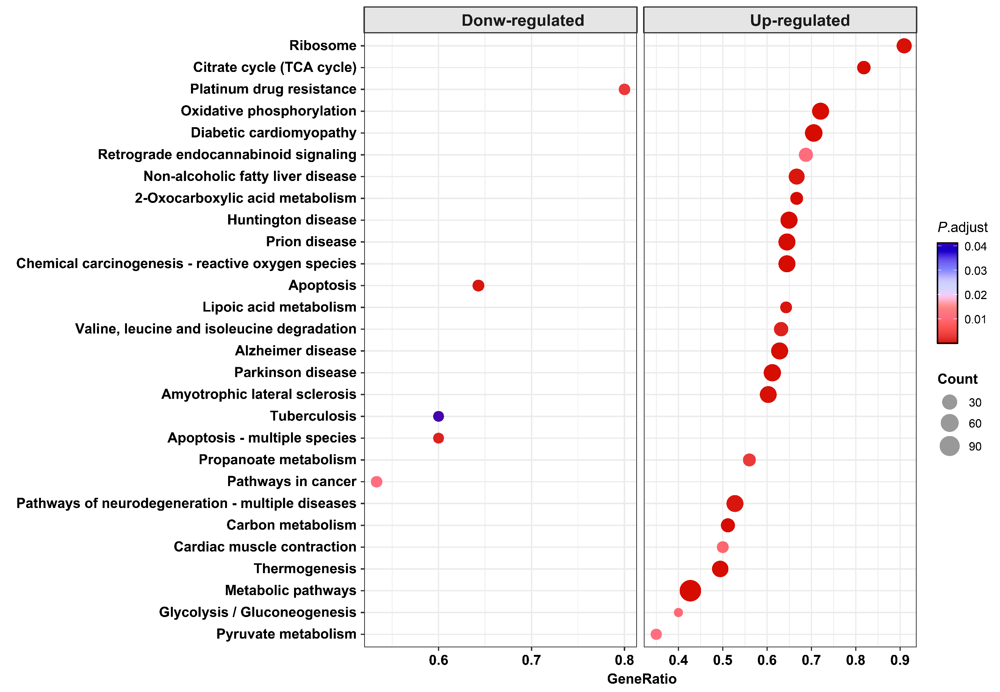 Donw-regulated
Up-regulated
Ribosome
Citrate cycle (TCA cycle)
Platinum drug resistance
Oxidative phosphorylation
Diabetic cardiomyopathy
Retrograde endocannabinoid signaling
Non-alcoholic fatty liver disease
2-Oxocarboxylic acid metabolism
Huntington disease
Prion disease
Chemical carcinogenesis - reactive oxygen species
Apoptosis
Lipoic acid metabolism
Valine, leucine and isoleucine degradation
Alzheimer disease
Parkinson disease
Amyotrophic lateral sclerosis
Tuberculosis
Apoptosis - multiple species
Propanoate metabolism
Pathways in cancer
Pathways of neurodegeneration - multiple diseases
Carbon metabolism
Cardiac muscle contraction
Thermogenesis
Metabolic pathways
Glycolysis / Gluconeogenesis
Pyruvate metabolism
0.6 0.7 0.8
0.4 0.5 0.6 0.7 0.8 0.9
GeneRatio
P.adjust
0.04
0.03
0.02
0.01
Count
30
60
90